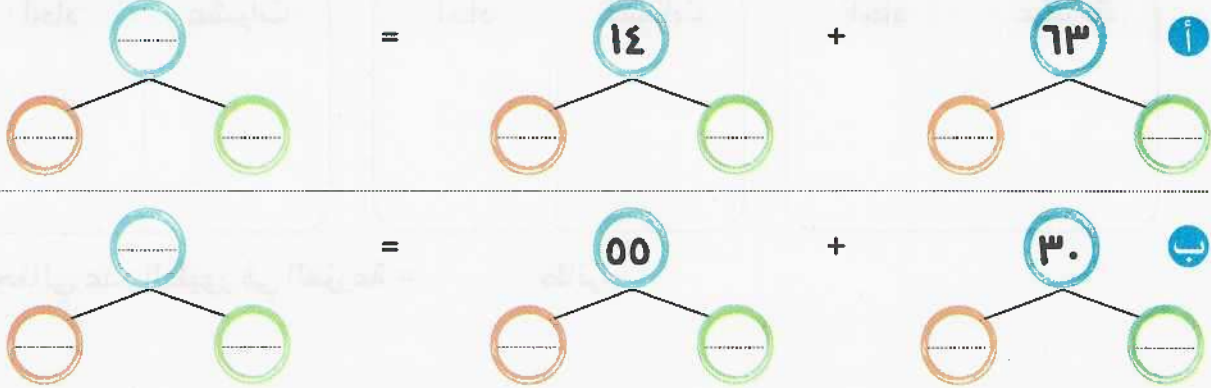 أ ٦٣ + ١٤ =
ب ٣٠ + ٥٥ =